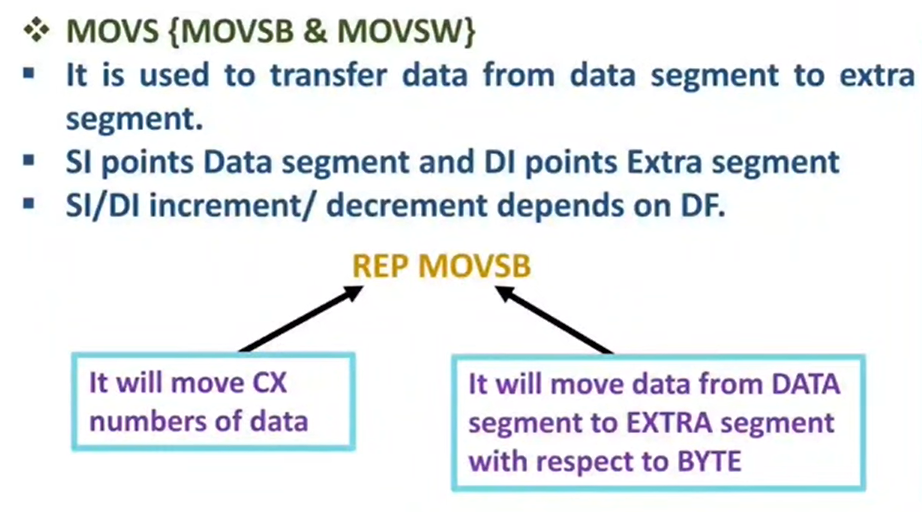 ❖ MOVS {MOVSB & MOVSW}
▪ It is used to transfer data from data segment to extra
segment.
▪ SI points Data segment and DI points Extra segment
▪ SI/DI increment/ decrement depends on DF.
REP MOVSB
It will move CX
numbers of data
It will move data from DATA
segment to EXTRA segment
with respect to BYTE